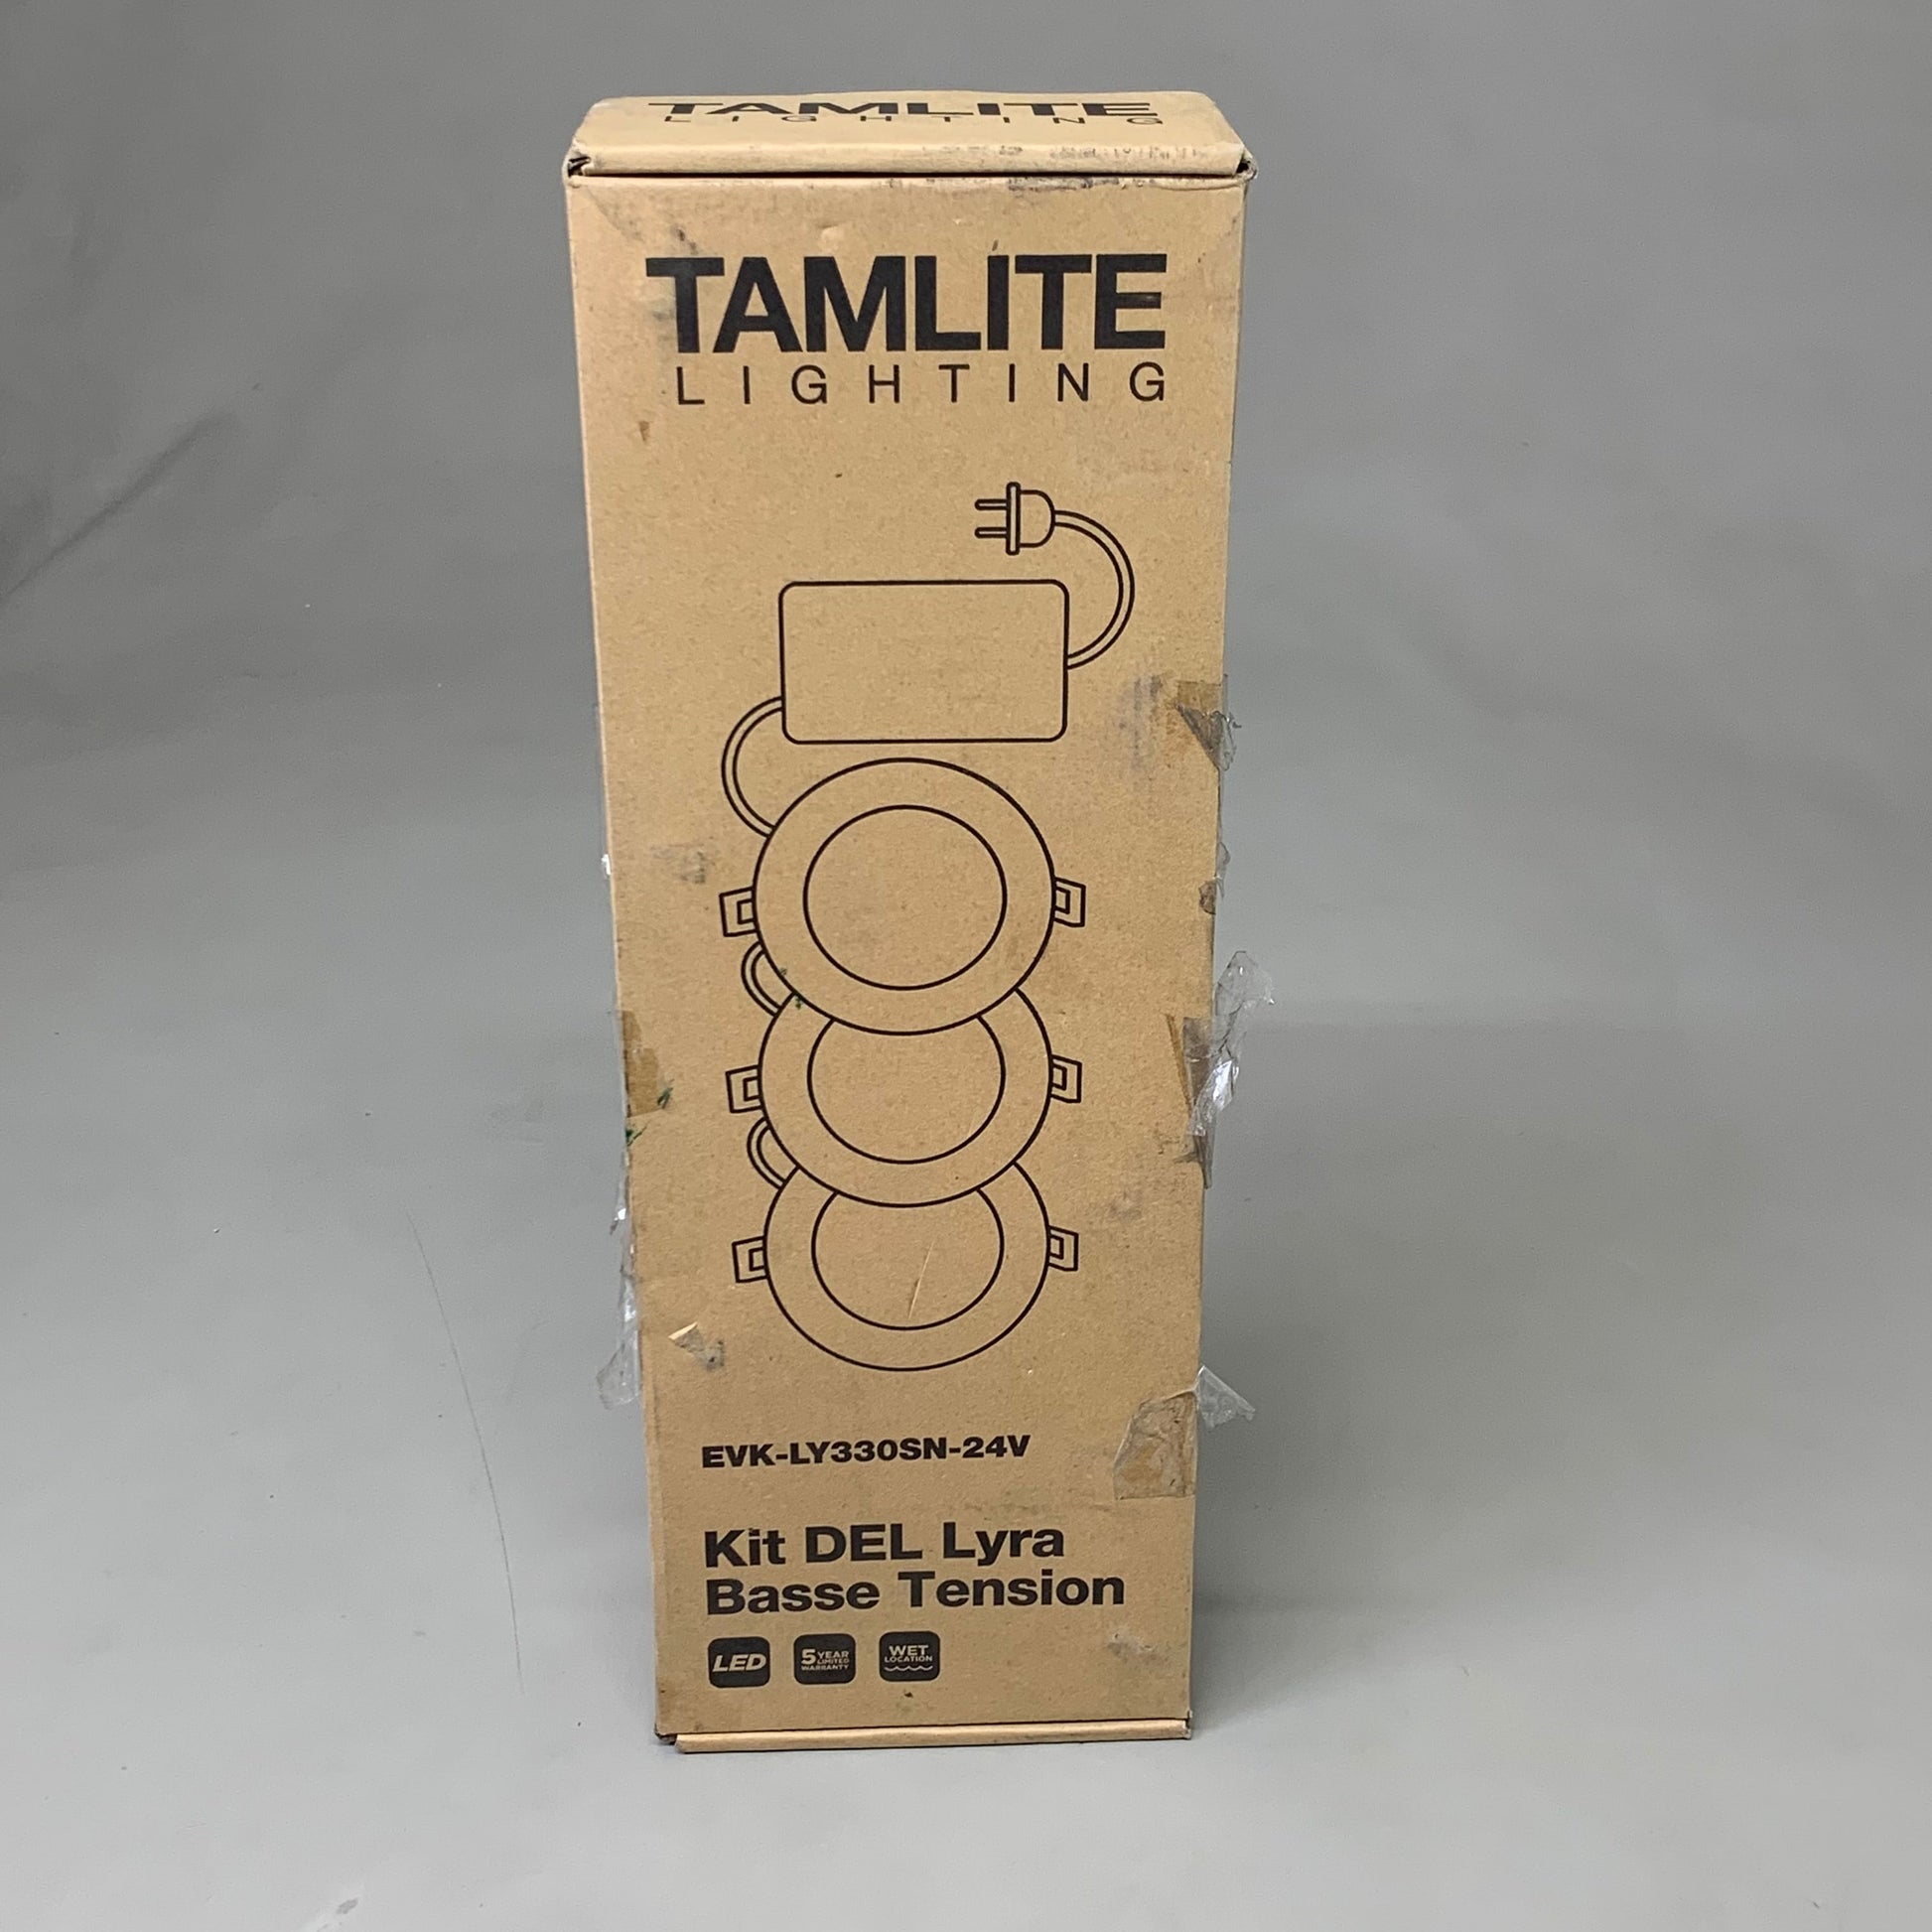 TAMLITE
LIGHTING
TAMLITE
LIGHTING
EVK-LY330SN-24V
Kit DEL Lyra
Basse Tension
LED
5 YEAR
LIMITED
WARRANTY
WET
LOCATION